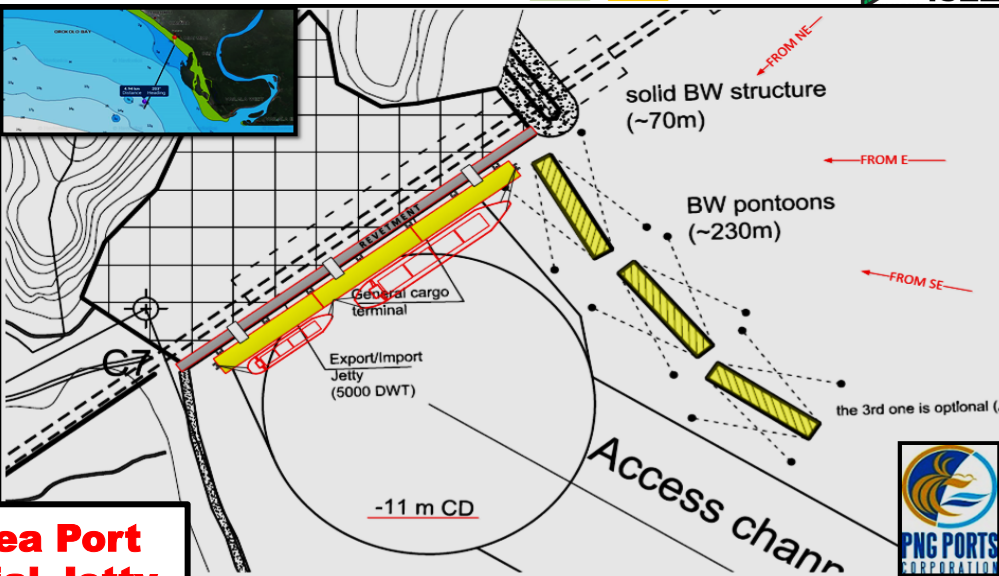 FROM NE
solid BW structure
(~70m)
FROM E
BW pontoons
(~230m)
FROM SE
REVETMENT
General cargo
terminal
Export/Import
Jetty
(5000 DWT)
C7
the 3rd one is optional (
Access chann
-11 m CD
ea Port
PNG PORTS
CORPORATION